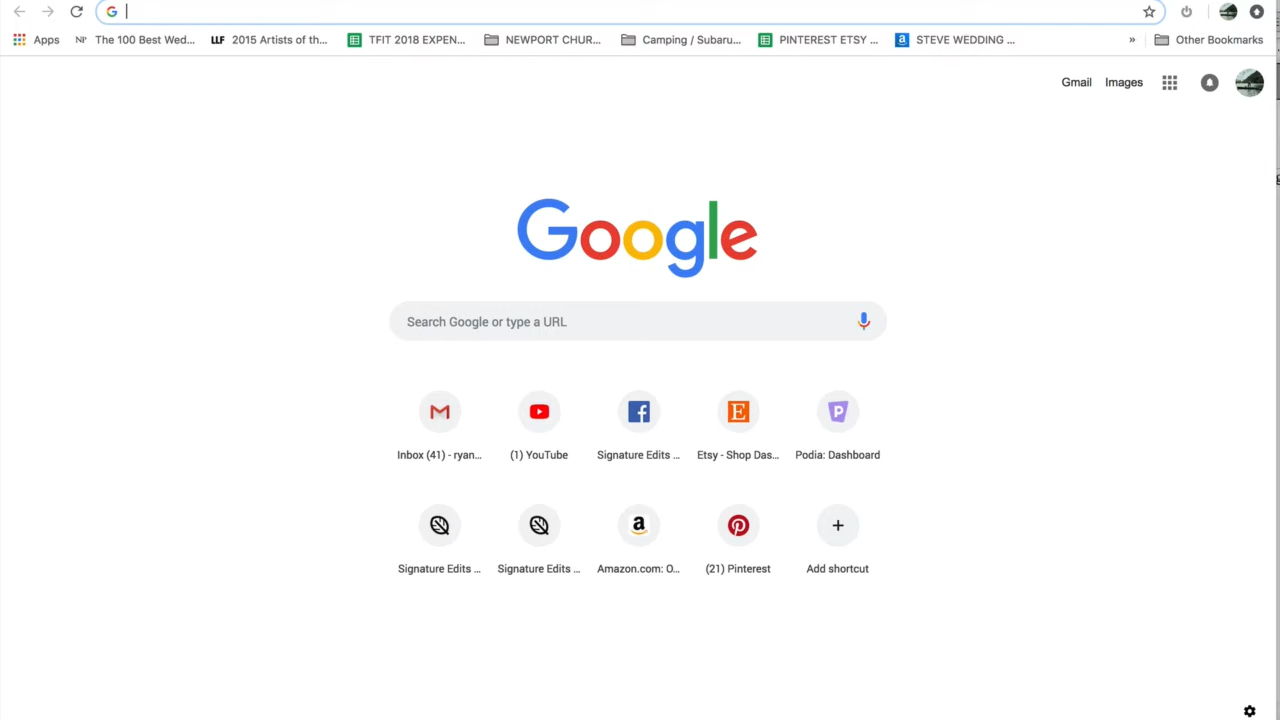 Apps NP The 100 Best Wed... LLF 2015 Artists of th... TFIT 2018 EXPEN... NEWPORT CHUR... Camping / Subaru... PINTEREST ETSY ... a STEVE WEDDING ... » Other Bookmarks
Gmail Images
Google
Search Google or type a URL
Inbox (41) - ryan... (1) YouTube Signature Edits ... Etsy - Shop Das... Podia: Dashboard
Signature Edits ... Signature Edits ... Amazon.com: O... (21) Pinterest Add shortcut